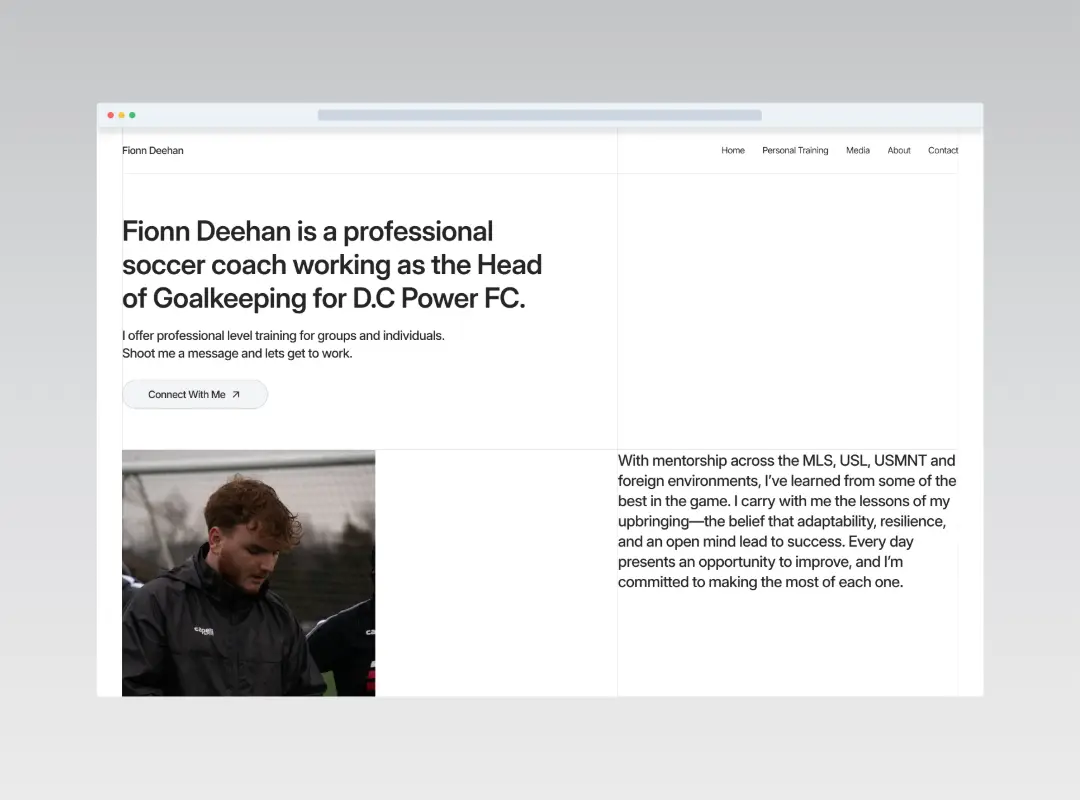 Fionn Deehan
Home Personal Training Media About Contact
Fionn Deehan is a professional
soccer coach working as the Head
of Goalkeeping for D.C Power FC.
I offer professional level training for groups and individuals.
Shoot me a message and lets get to work.
Connect With Me
With mentorship across the MLS, USL, USMNT and
foreign environments, I’ve learned from some of the
best in the game. I carry with me the lessons of my
upbringing—the belief that adaptability, resilience,
and an open mind lead to success. Every day
presents an opportunity to improve, and I’m
committed to making the most of each one.
capelli